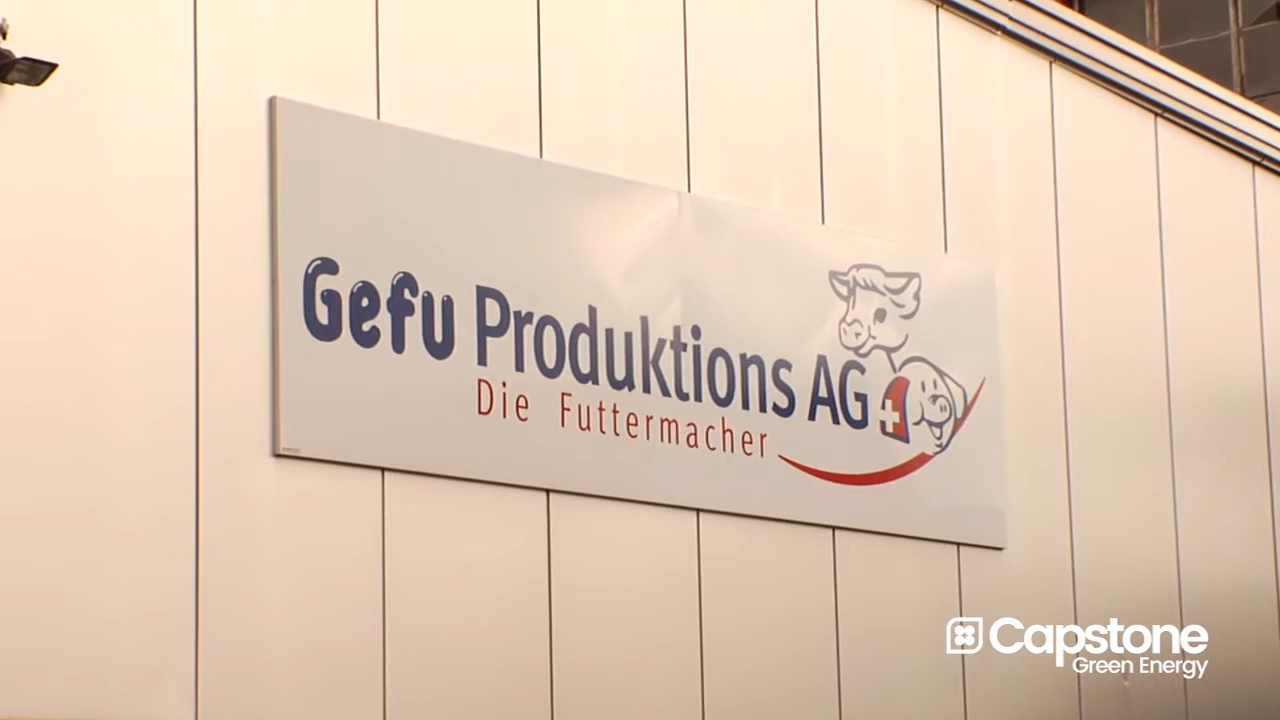 Gefu Produktions AG
Die Futtermacher
Capstone
Green Energy